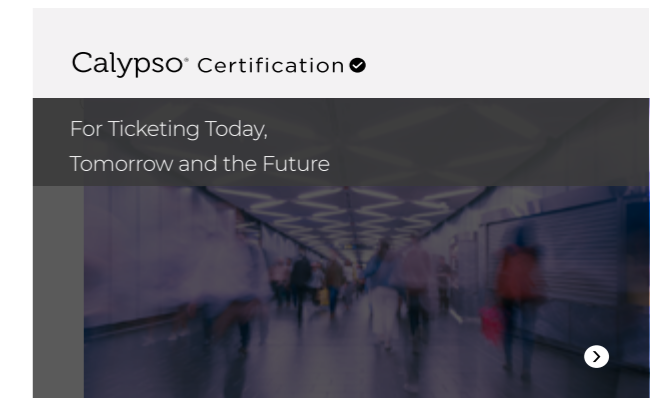 Calypso® Certification
For Ticketing Today,
Tomorrow and the Future